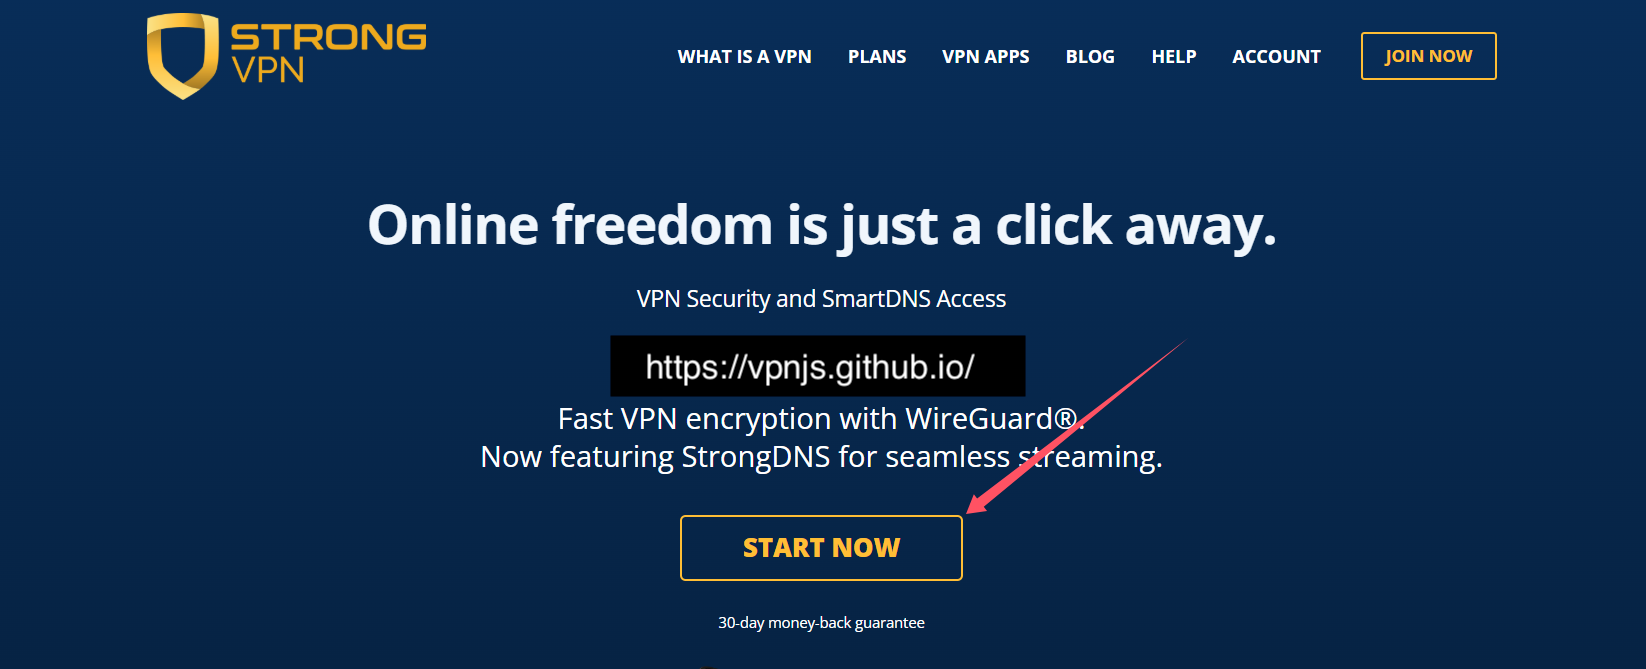 STRONG
VPN
WHAT IS A VPN PLANS VPN APPS BLOG HELP ACCOUNT JOIN NOW
Online freedom is just a click away.
VPN Security and SmartDNS Access
https://vpnjs.github.io/
Fast VPN encryption with WireGuard®.
Now featuring StrongDNS for seamless streaming.
START NOW
30-day money-back guarantee